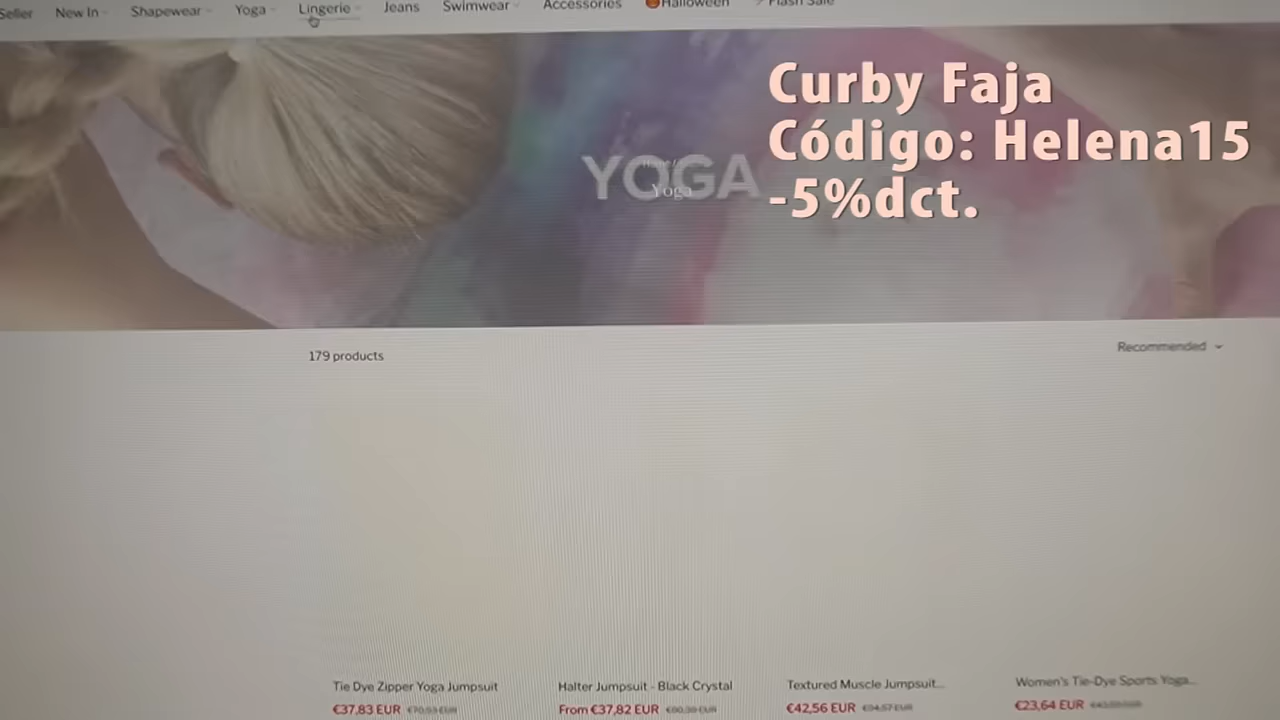 Seller New In Shapewear Yoga Lingerie Jeans Swimwear Accessories Halloween Flash Sale
YOGA
Yoga
Curby Faja
Código: Helena15
-5%dct.
179 products
Recommended
Tie Dye Zipper Yoga Jumpsuit
€37,83 EUR
Halter Jumpsuit - Black Crystal
From €37,82 EUR
Textured Muscle Jumpsuit...
€42,56 EUR
Women's Tie-Dye Sports Yoga...
€23,64 EUR